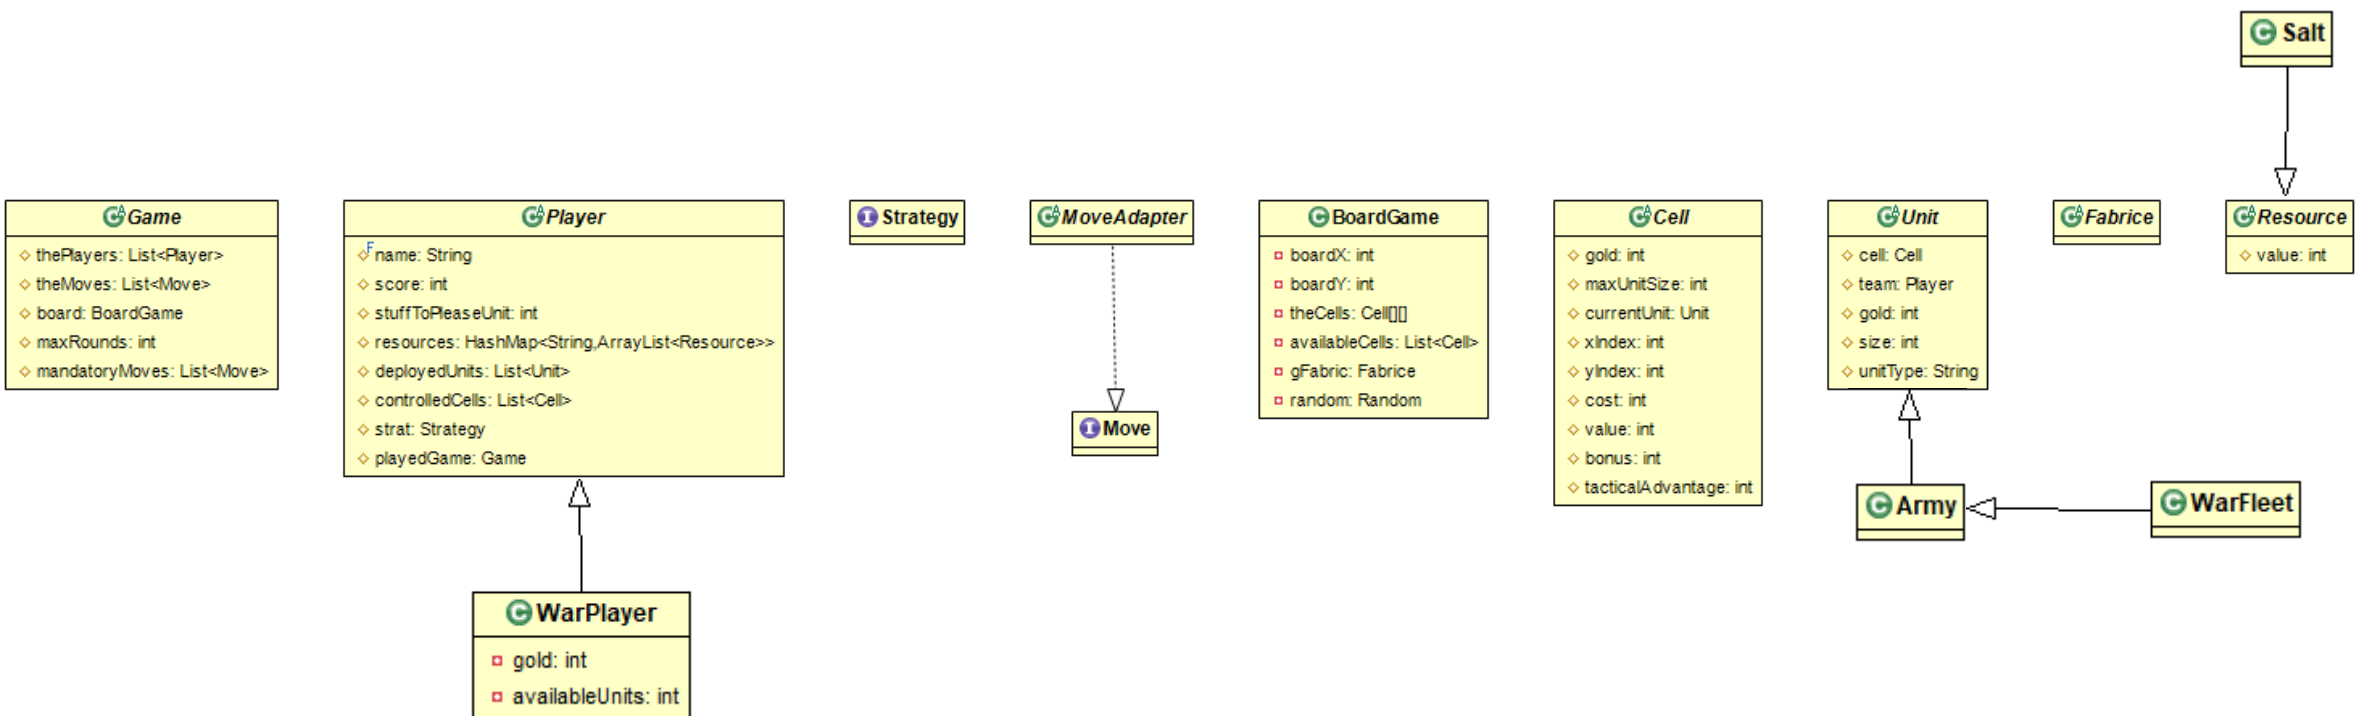 Salt
Game
thePlayers: List<Player>
theMoves: List<Move>
board: BoardGame
maxRounds: int
mandatoryMoves: List<Move>
Player
name: String
score: int
stuffToPleaseUnit: int
resources: HashMap<String,ArrayList<Resource>>
deployedUnits: List<Unit>
controlledCells: List<Cell>
strat: Strategy
playedGame: Game
Strategy
MoveAdapter
Move
BoardGame
boardX: int
boardY: int
theCells: Cell[][]
availableCells: List<Cell>
gFabric: Fabrice
random: Random
Cell
gold: int
maxUnitSize: int
currentUnit: Unit
xIndex: int
yIndex: int
cost: int
value: int
bonus: int
tacticalAdvantage: int
Unit
cell: Cell
team: Player
gold: int
size: int
unitType: String
Fabrice
Resource
value: int
Army
WarFleet
WarPlayer
gold: int
availableUnits: int